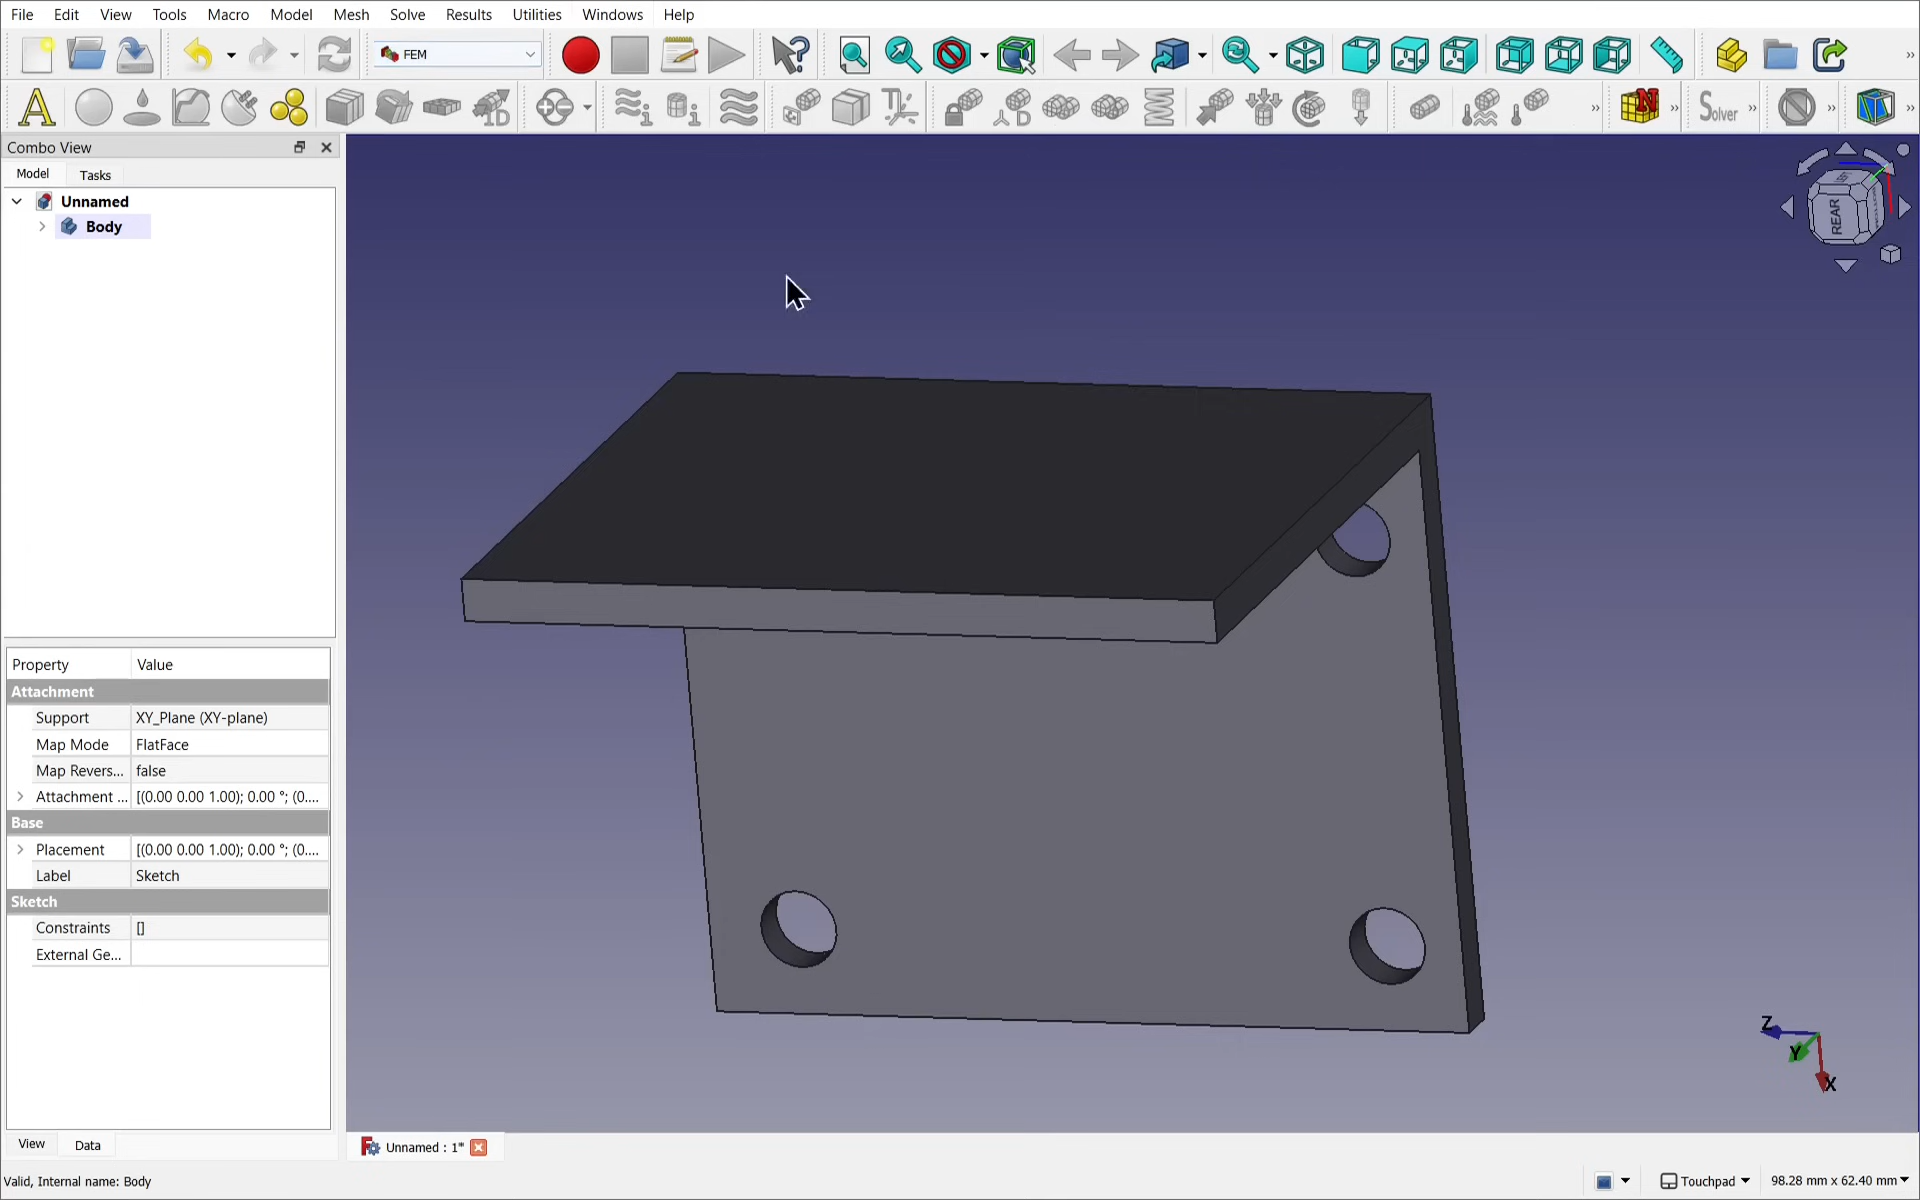 File Edit View Tools Macro Model Mesh Solve Results Utilities Windows Help
FEM
A D N Solver
Combo View
Model Tasks
Unnamed
Body
REAR
Property Value
Attachment
Support XY_Plane (XY-plane)
Map Mode FlatFace
Map Revers... false
Attachment ... [(0.00 0.00 1.00); 0.00 °; (0....
Base
Placement [(0.00 0.00 1.00); 0.00 °; (0....
Label Sketch
Sketch
Constraints []
External Ge...
Z
Y
X
View Data
Unnamed : 1*
Valid, Internal name: Body
Touchpad 98.28 mm x 62.40 mm